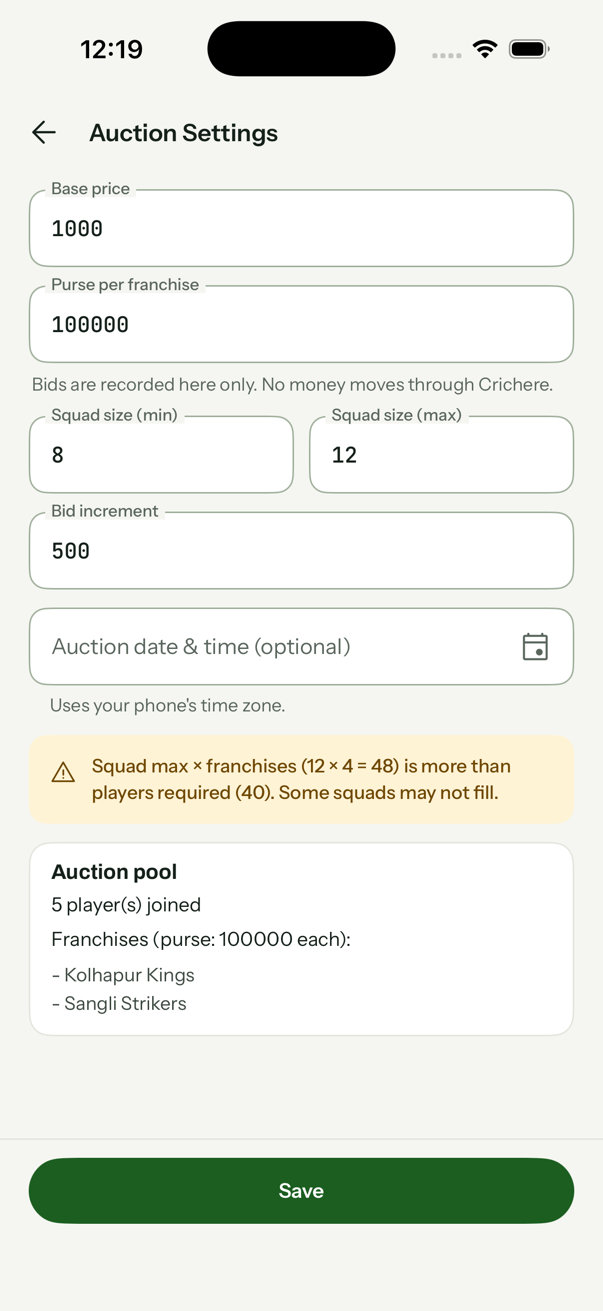 12:19
Auction Settings
Base price
1000
Purse per franchise
100000
Bids are recorded here only. No money moves through Crichere.
Squad size (min)
8
Squad size (max)
12
Bid increment
500
Auction date & time (optional)
Uses your phone's time zone.
Squad max × franchises (12 × 4 = 48) is more than
players required (40). Some squads may not fill.
Auction pool
5 player(s) joined
Franchises (purse: 100000 each):
- Kolhapur Kings
- Sangli Strikers
Save